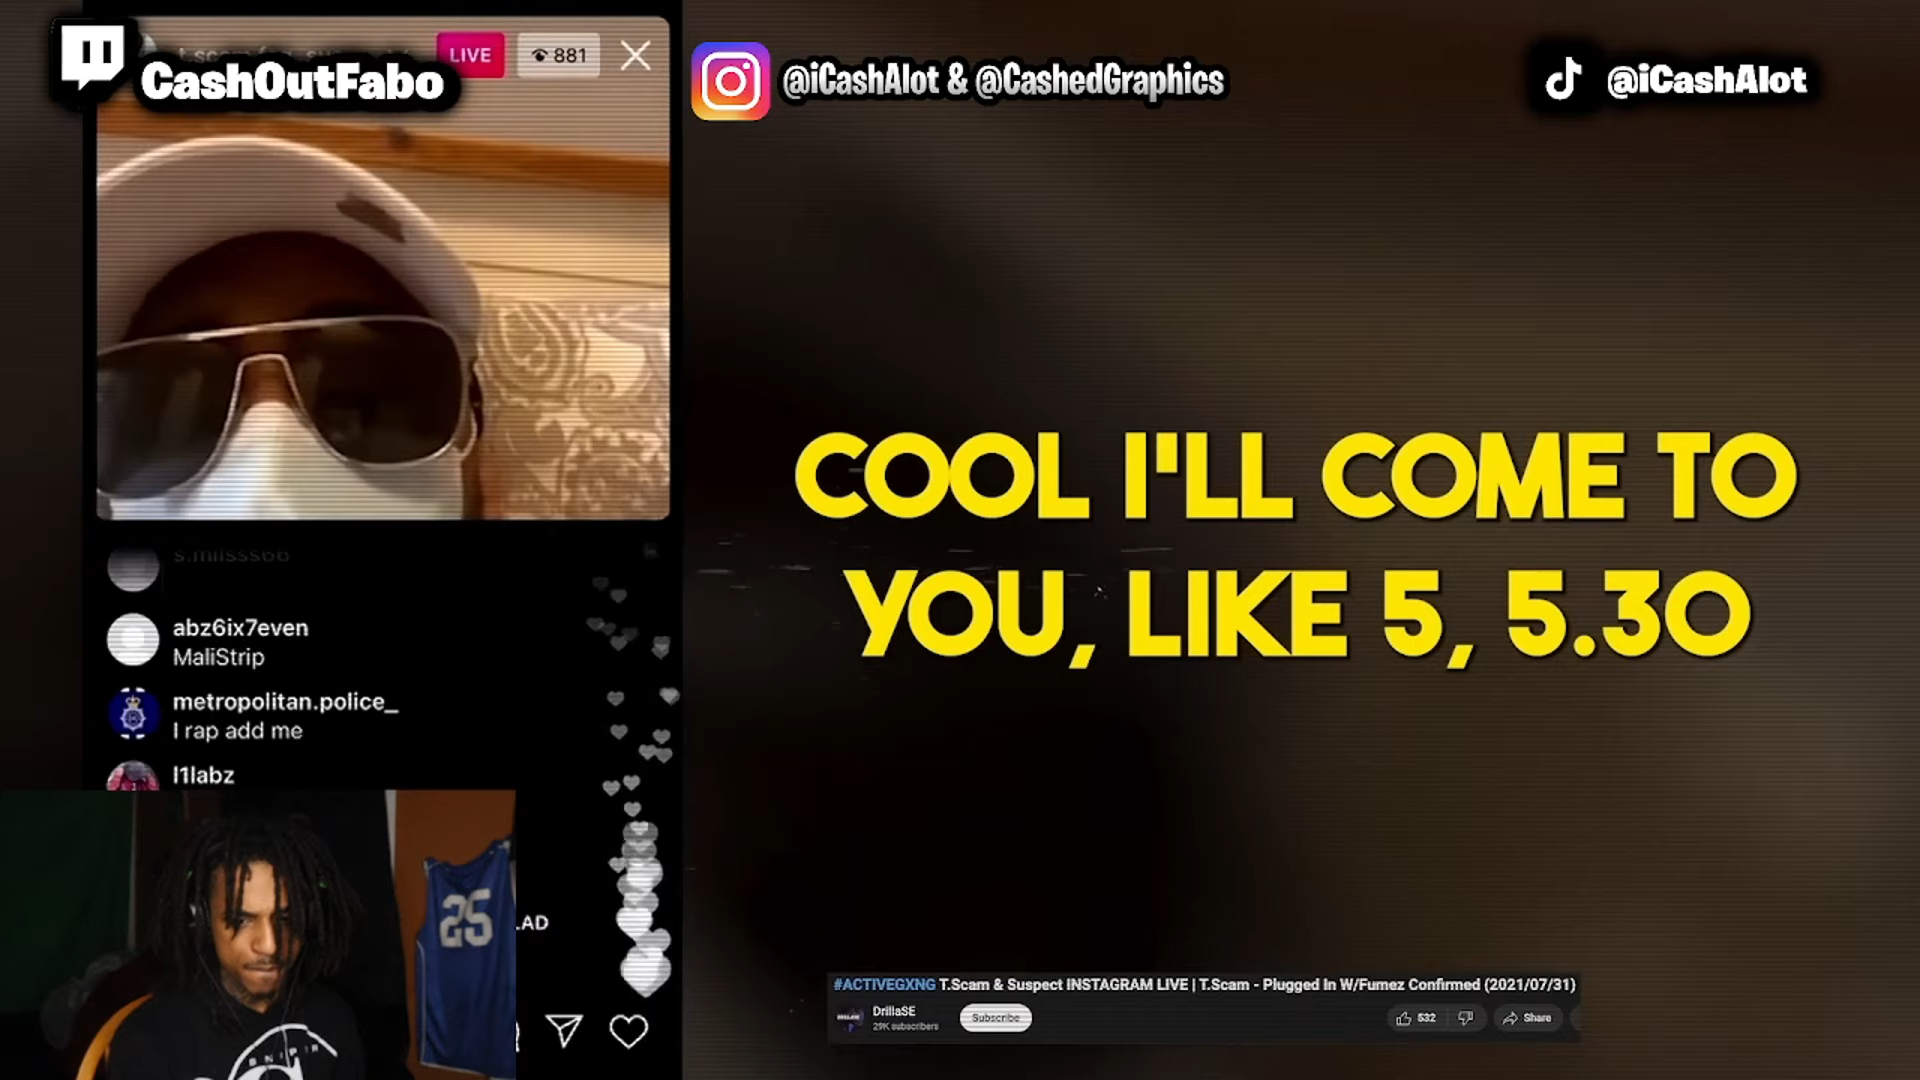 CashOutFabo
LIVE
881
@iCashAlot & @CashedGraphics
@iCashAlot
COOL I'LL COME TO
YOU, LIKE 5, 5.30
abz6ix7even
MaliStrip
metropolitan.police_
I rap add me
l1labz
25
#ACTIVEGXNG T.Scam & Suspect INSTAGRAM LIVE | T.Scam - Plugged In W/Fumez Confirmed (2021/07/31)
DrillaSE
29K subscribers
Subscribe
532
Share